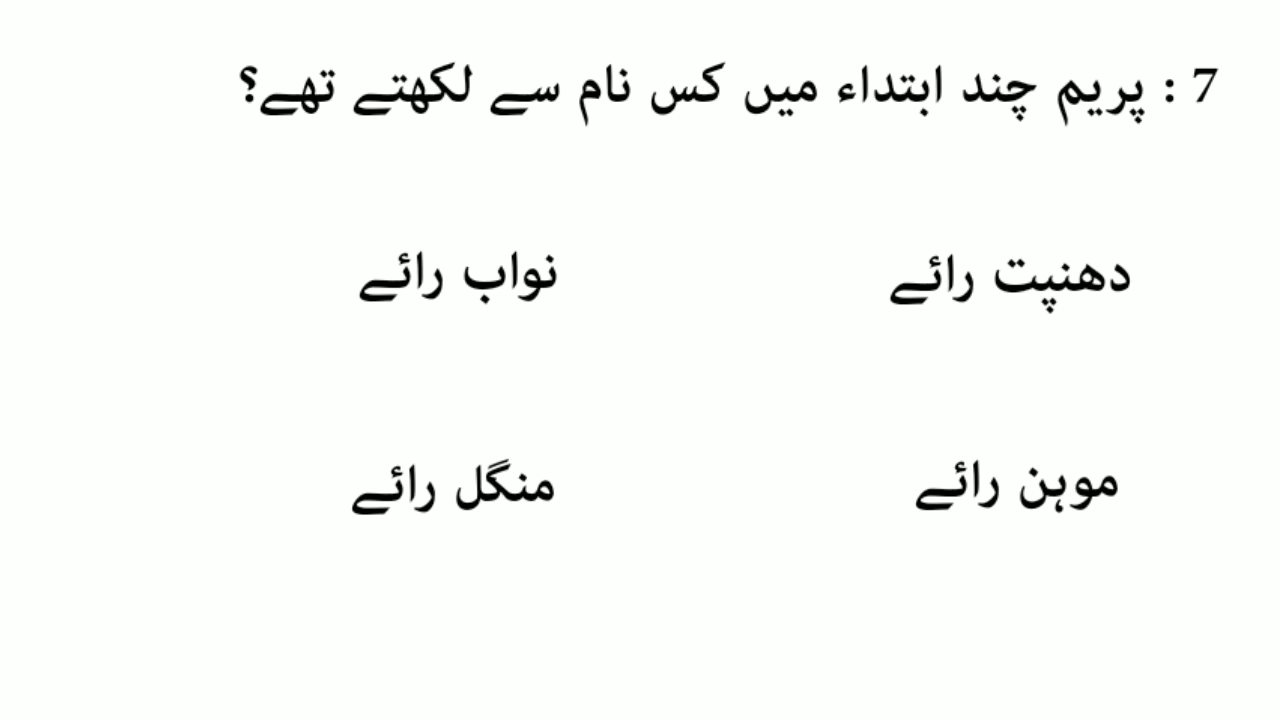 7 : پریم چند ابتداء میں کس نام سے لکھتے تھے؟
دھنپت رائے نواب رائے
موہن رائے منگل رائے